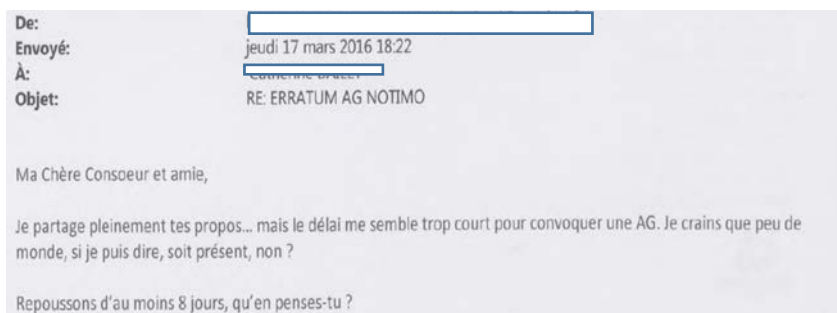 De:
Envoyé: jeudi 17 mars 2016 18:22
À:
Objet: RE: ERRATUM AG NOTIMO
Ma Chère Consoeur et amie,
Je partage pleinement tes propos... mais le délai me semble trop court pour convoquer une AG. Je crains que peu de
monde, si je puis dire, soit présent, non ?
Repoussons d'au moins 8 jours, qu'en penses-tu ?